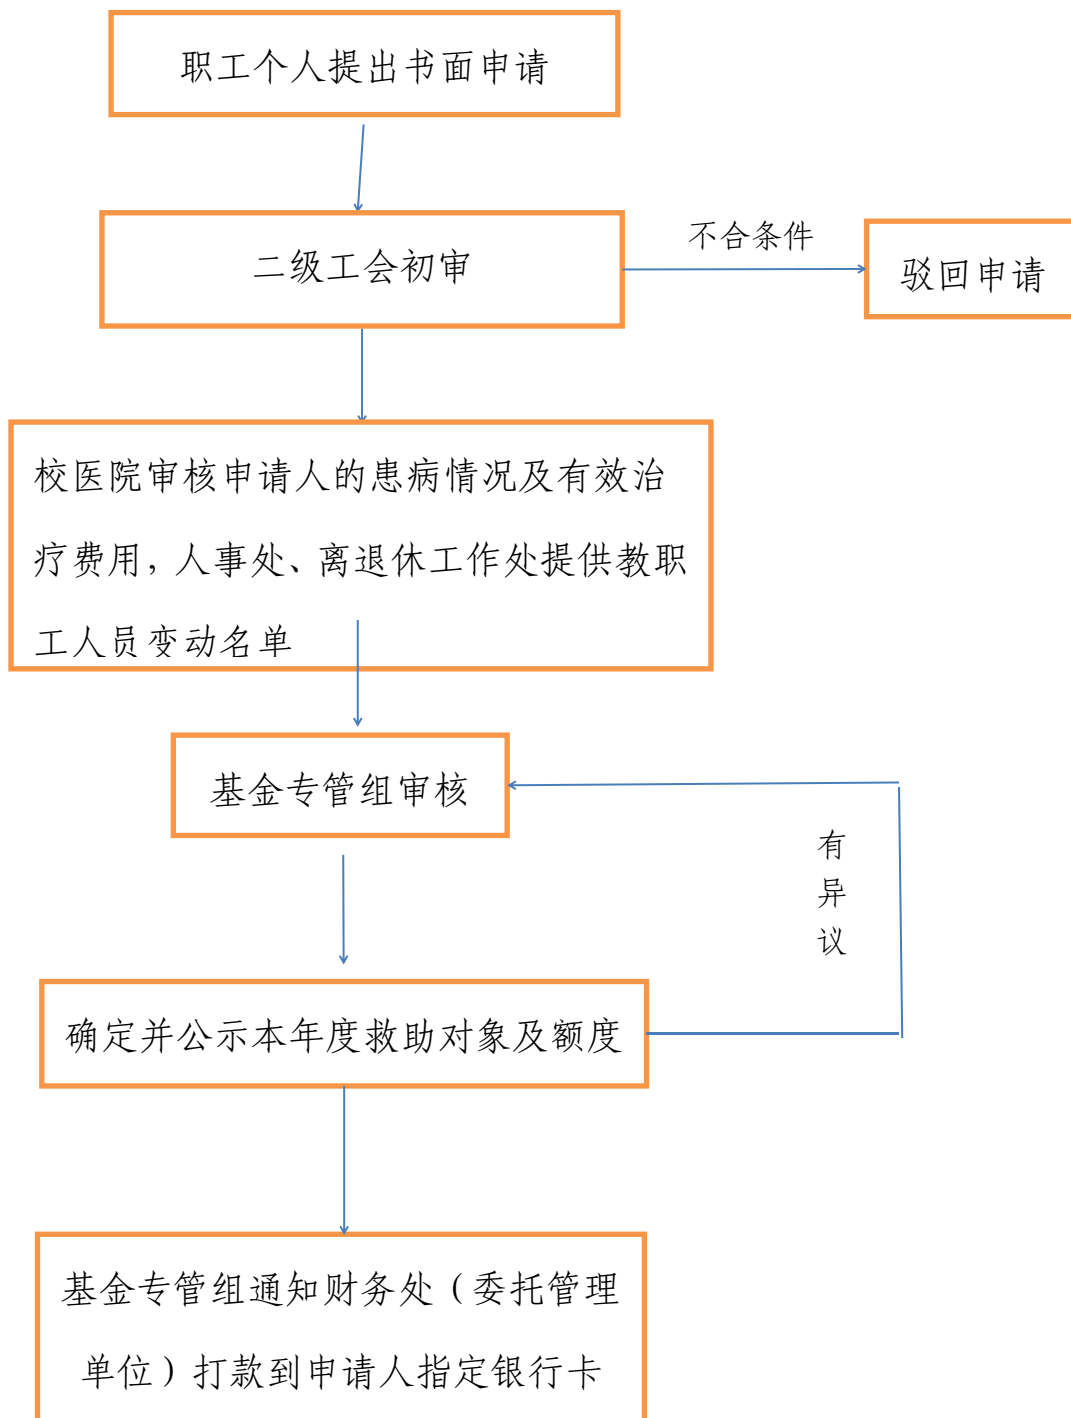 职工个人提出书面申请
二级工会初审
不合条件
驳回申请
校医院审核申请人的患病情况及有效治
疗费用，人事处、离退休工作处提供教职
工人员变动名单
基金专管组审核
有
异
议
确定并公示本年度救助对象及额度
基金专管组通知财务处（委托管理
单位）打款到申请人指定银行卡